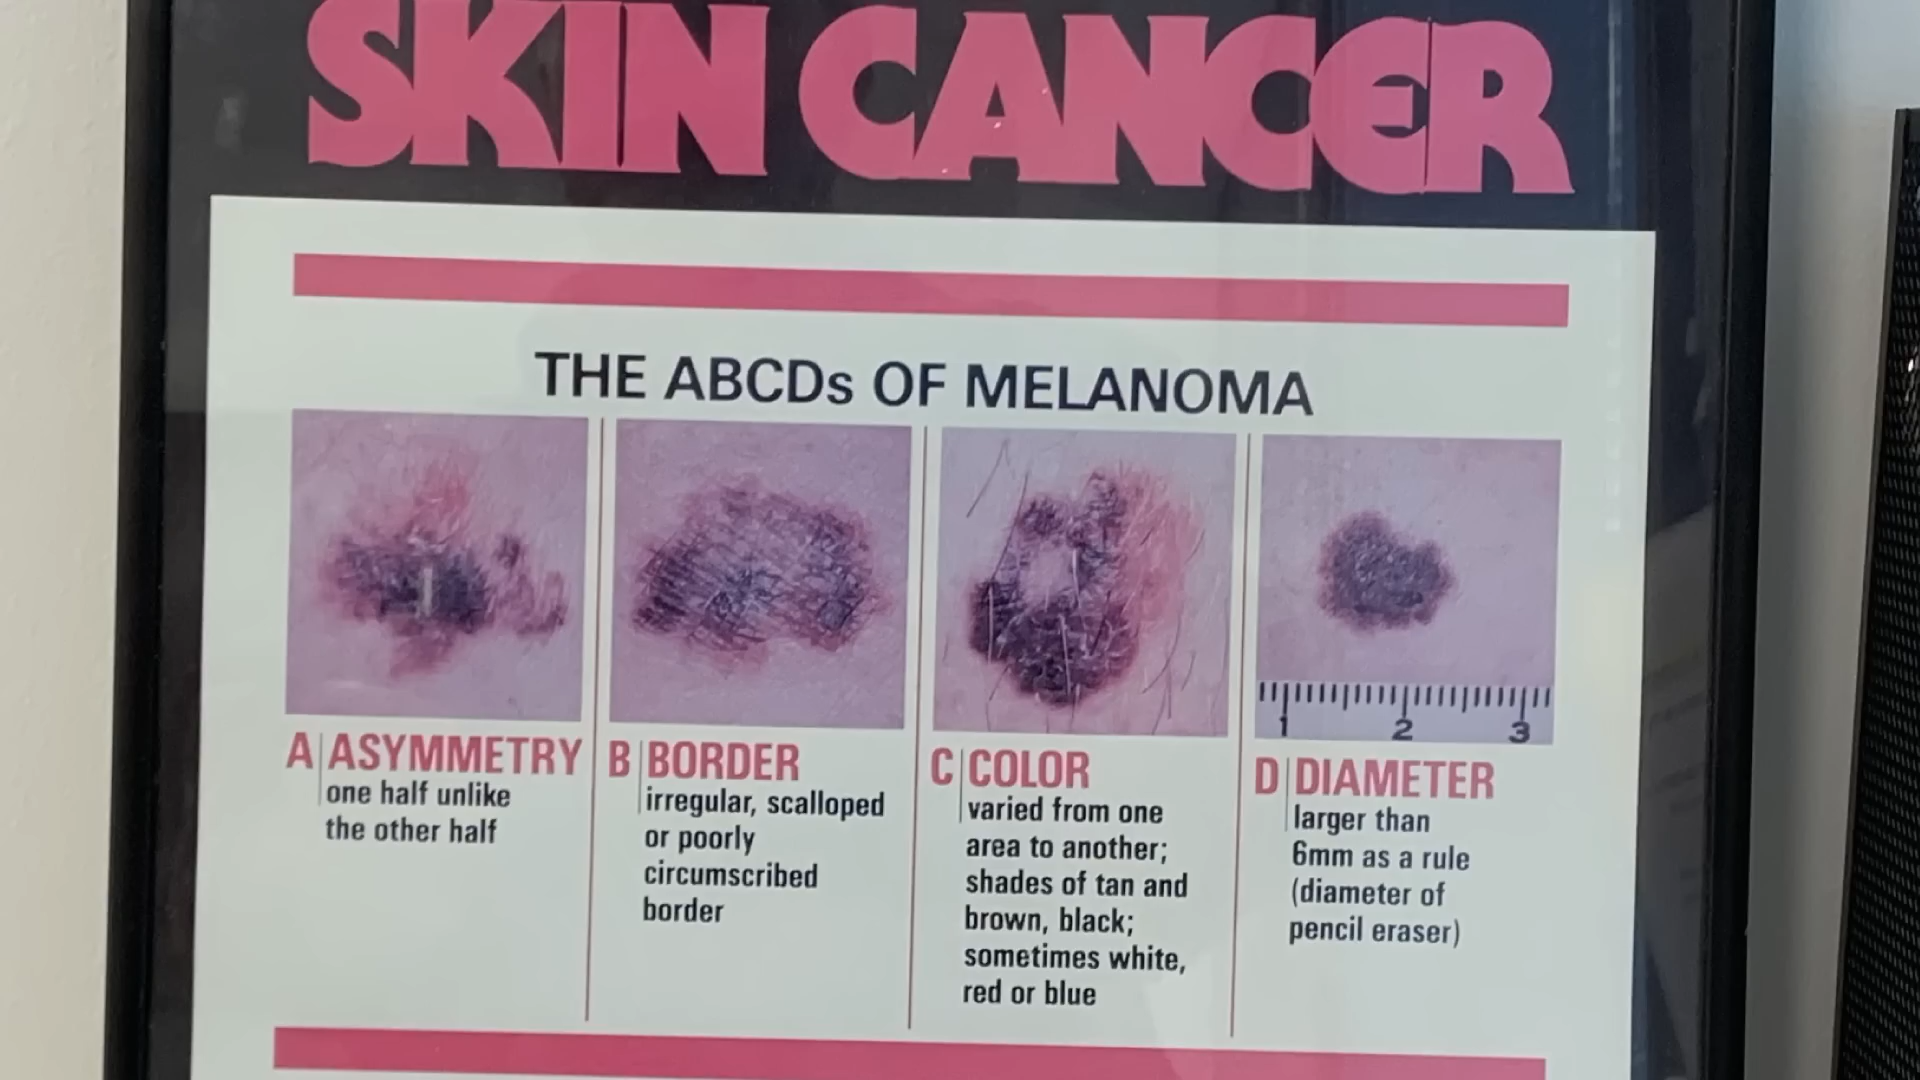 SKIN CANCER
THE ABCDs OF MELANOMA
A ASYMMETRY
one half unlike
the other half
B BORDER
irregular, scalloped
or poorly
circumscribed
border
C COLOR
varied from one
area to another;
shades of tan and
brown, black;
sometimes white,
red or blue
1 2 3
D DIAMETER
larger than
6mm as a rule
(diameter of
pencil eraser)